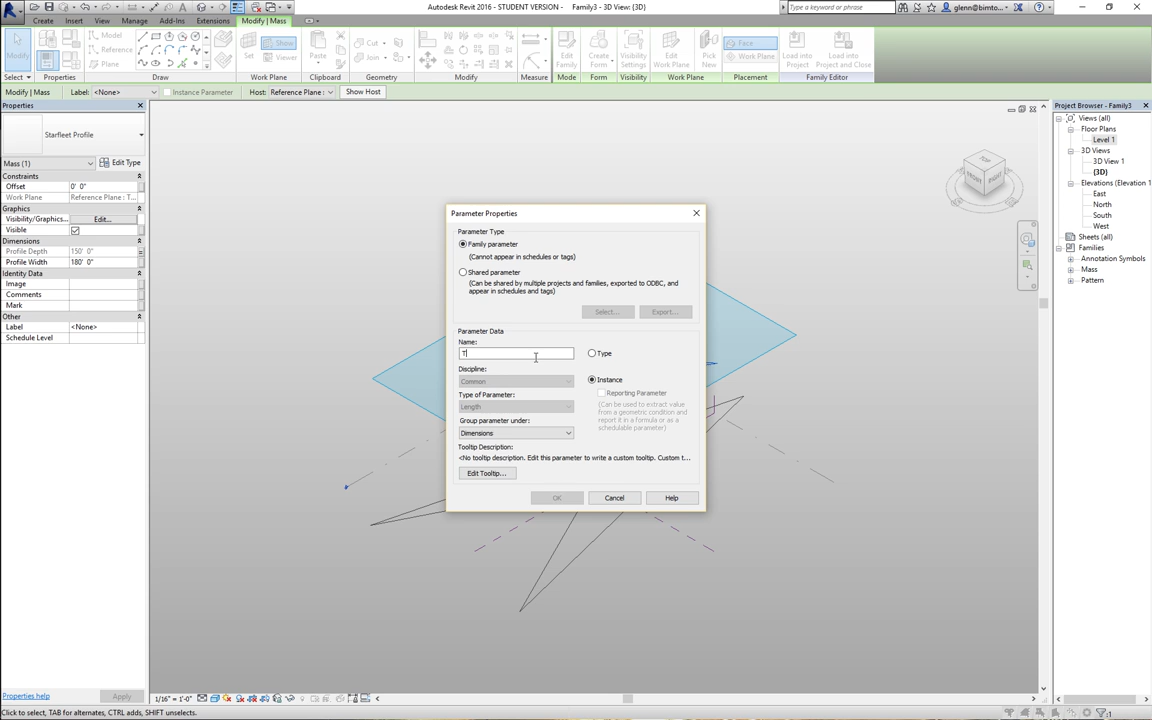 Autodesk Revit 2016 - STUDENT VERSION - Family3 - 3D View: {3D}
Type a keyword or phrase
glenn@bimto...
Create Insert View Manage Add-Ins Extensions Modify | Mass
Modify
Model
Reference
Plane
Set
Show
Viewer
Paste
Cut
Join
Edit
Family
Create
Form
Visibility
Settings
Edit
Work Plane
Pick
New
Face
Work Plane
Load into
Project
Load into
Project and Close
Select Properties Draw Work Plane Clipboard Geometry Modify Measure Mode Form Visibility Work Plane Placement Family Editor
Modify | Mass Label: <None> Instance Parameter Host: Reference Plane : Show Host
Properties
Starfleet Profile
Mass (1) Edit Type
Constraints
Offset 0' 0"
Work Plane Reference Plane : T...
Graphics
Visibility/Graphics... Edit...
Visible
Dimensions
Profile Depth 150' 0"
Profile Width 180' 0"
Identity Data
Image
Comments
Mark
Other
Label <None>
Schedule Level
Properties help Apply
Parameter Properties
Parameter Type
Family parameter
(Cannot appear in schedules or tags)
Shared parameter
(Can be shared by multiple projects and families, exported to ODBC, and
appear in schedules and tags)
Select... Export...
Parameter Data
Name:
T
Type
Discipline:
Common
Instance
Type of Parameter:
Length
Reporting Parameter
(Can be used to extract value
from a geometric condition and
report it in a formula or as a
schedulable parameter)
Group parameter under:
Dimensions
Tooltip Description:
<No tooltip description. Edit this parameter to write a custom tooltip. Custom t...
Edit Tooltip...
OK Cancel Help
TOP
FRONT
RIGHT
Project Browser - Family3
Views (all)
Floor Plans
Level 1
3D Views
3D View 1
{3D}
Elevations (Elevation 1
East
North
South
West
Sheets (all)
Families
Annotation Symbols
Mass
Pattern
1/16" = 1'-0"
Click to select, TAB for alternates, CTRL adds, SHIFT unselects.
:1